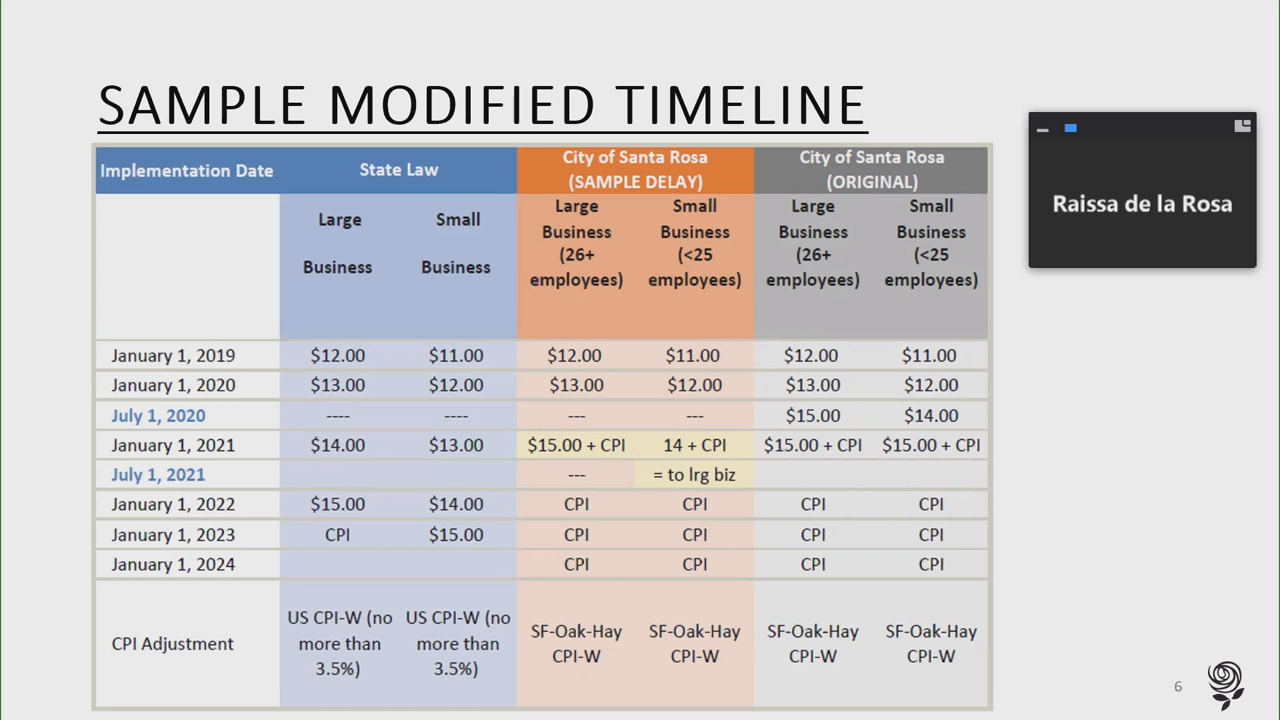 SAMPLE MODIFIED TIMELINE
Raissa de la Rosa
Implementation Date State Law City of Santa Rosa (SAMPLE DELAY) City of Santa Rosa (ORIGINAL)
Large Business Small Business Large Business (26+ employees) Small Business (<25 employees) Large Business (26+ employees) Small Business (<25 employees)
January 1, 2019 $12.00 $11.00 $12.00 $11.00 $12.00 $11.00
January 1, 2020 $13.00 $12.00 $13.00 $12.00 $13.00 $12.00
July 1, 2020 ---- ---- --- --- $15.00 $14.00
January 1, 2021 $14.00 $13.00 $15.00 + CPI 14 + CPI $15.00 + CPI $15.00 + CPI
July 1, 2021 --- = to lrg biz
January 1, 2022 $15.00 $14.00 CPI CPI CPI CPI
January 1, 2023 CPI $15.00 CPI CPI CPI CPI
January 1, 2024 CPI CPI CPI CPI
CPI Adjustment US CPI-W (no more than 3.5%) US CPI-W (no more than 3.5%) SF-Oak-Hay CPI-W SF-Oak-Hay CPI-W SF-Oak-Hay CPI-W SF-Oak-Hay CPI-W
6